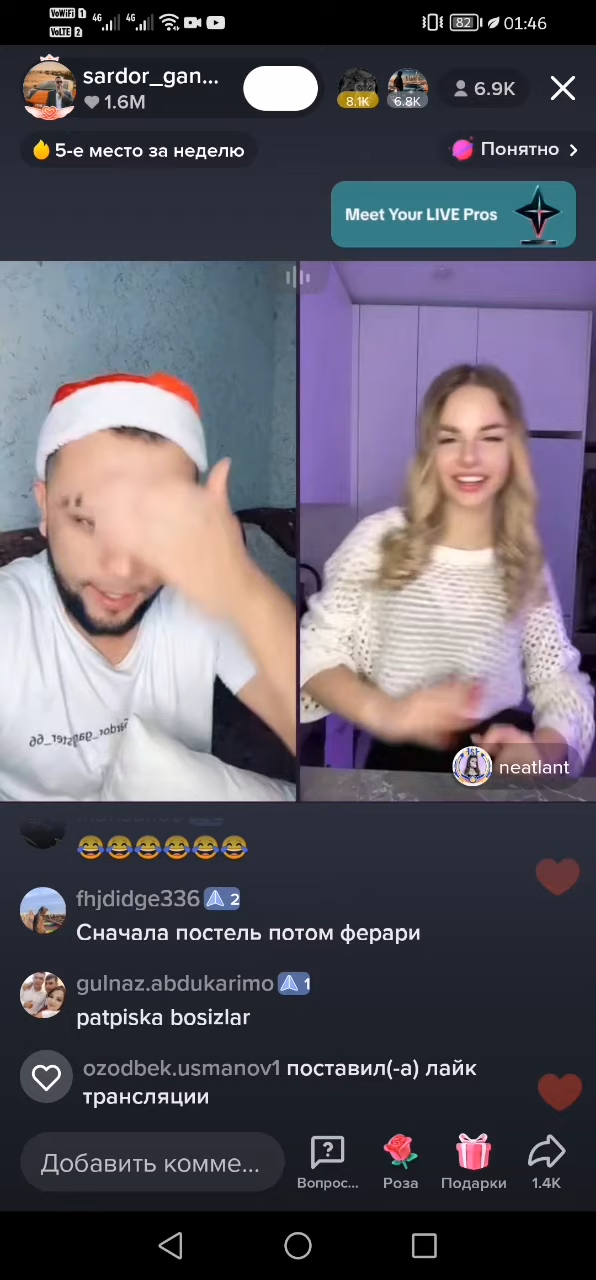 VoWiFi 1
VoLTE 2
4G
4G
82
01:46
sardor_gan...
1.6M
8.1K
6.8K
6.9K
5-е место за неделю
Понятно
Meet Your LIVE Pros
neatlant
😂😂😂😂😂😂
fhjdidge336 2
Сначала постель потом ферари
gulnaz.abdukarimo 1
patpiska bosizlar
ozodbek.usmanov1 поставил(-а) лайк
трансляции
Добавить комме...
Вопрос...
Роза
Подарки
1.4K